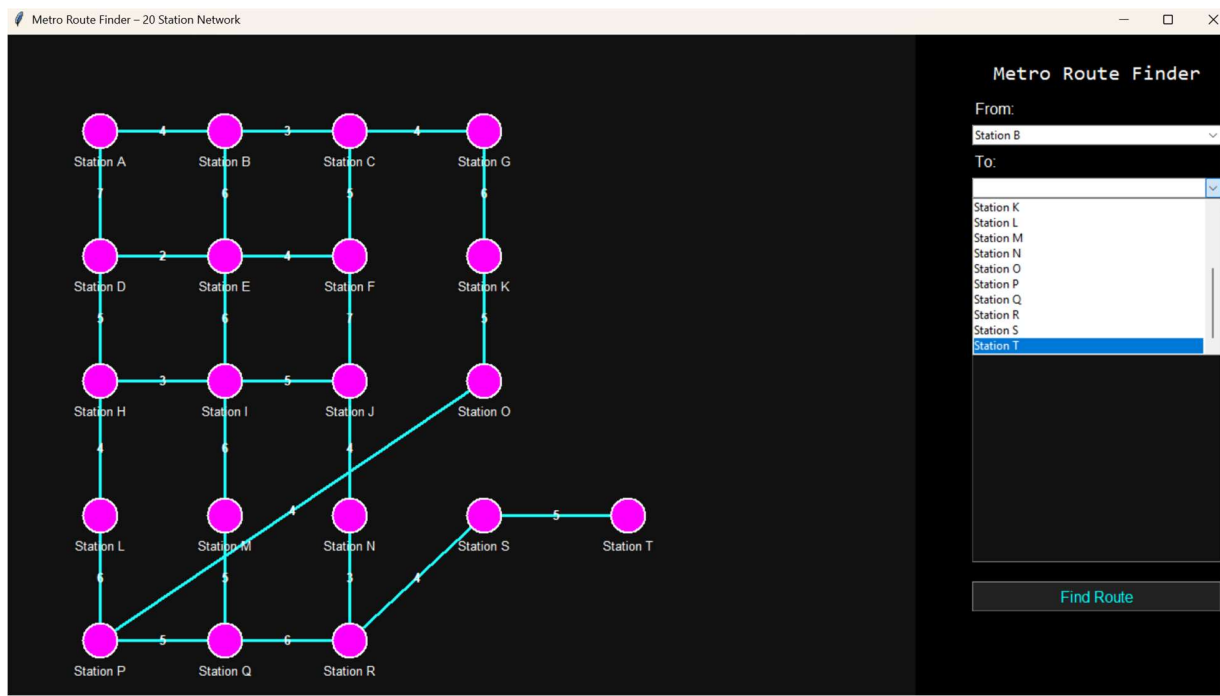 Metro Route Finder – 20 Station Network
4 3 4
Station A Station B Station C Station G
7 6 5 6
2 4
Station D Station E Station F Station K
5 6 7 5
3 5
Station H Station I Station J Station O
4 6 4
4 5
Station L Station M Station N Station S Station T
6 5 3 4
5 6
Station P Station Q Station R
Metro Route Finder
From:
Station B
To:
Station K
Station L
Station M
Station N
Station O
Station P
Station Q
Station R
Station S
Station T
Find Route